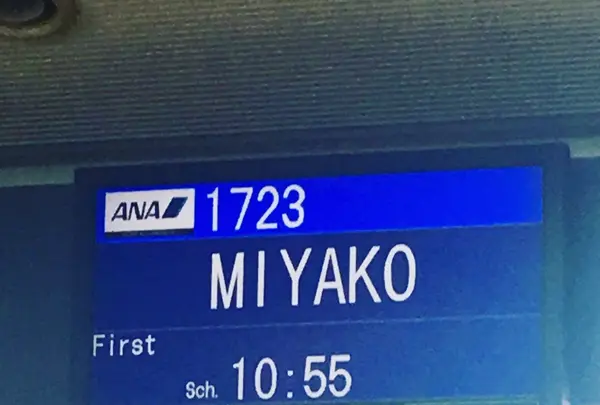 ANA 1723
MIYAKO
First
Sch. 10:55